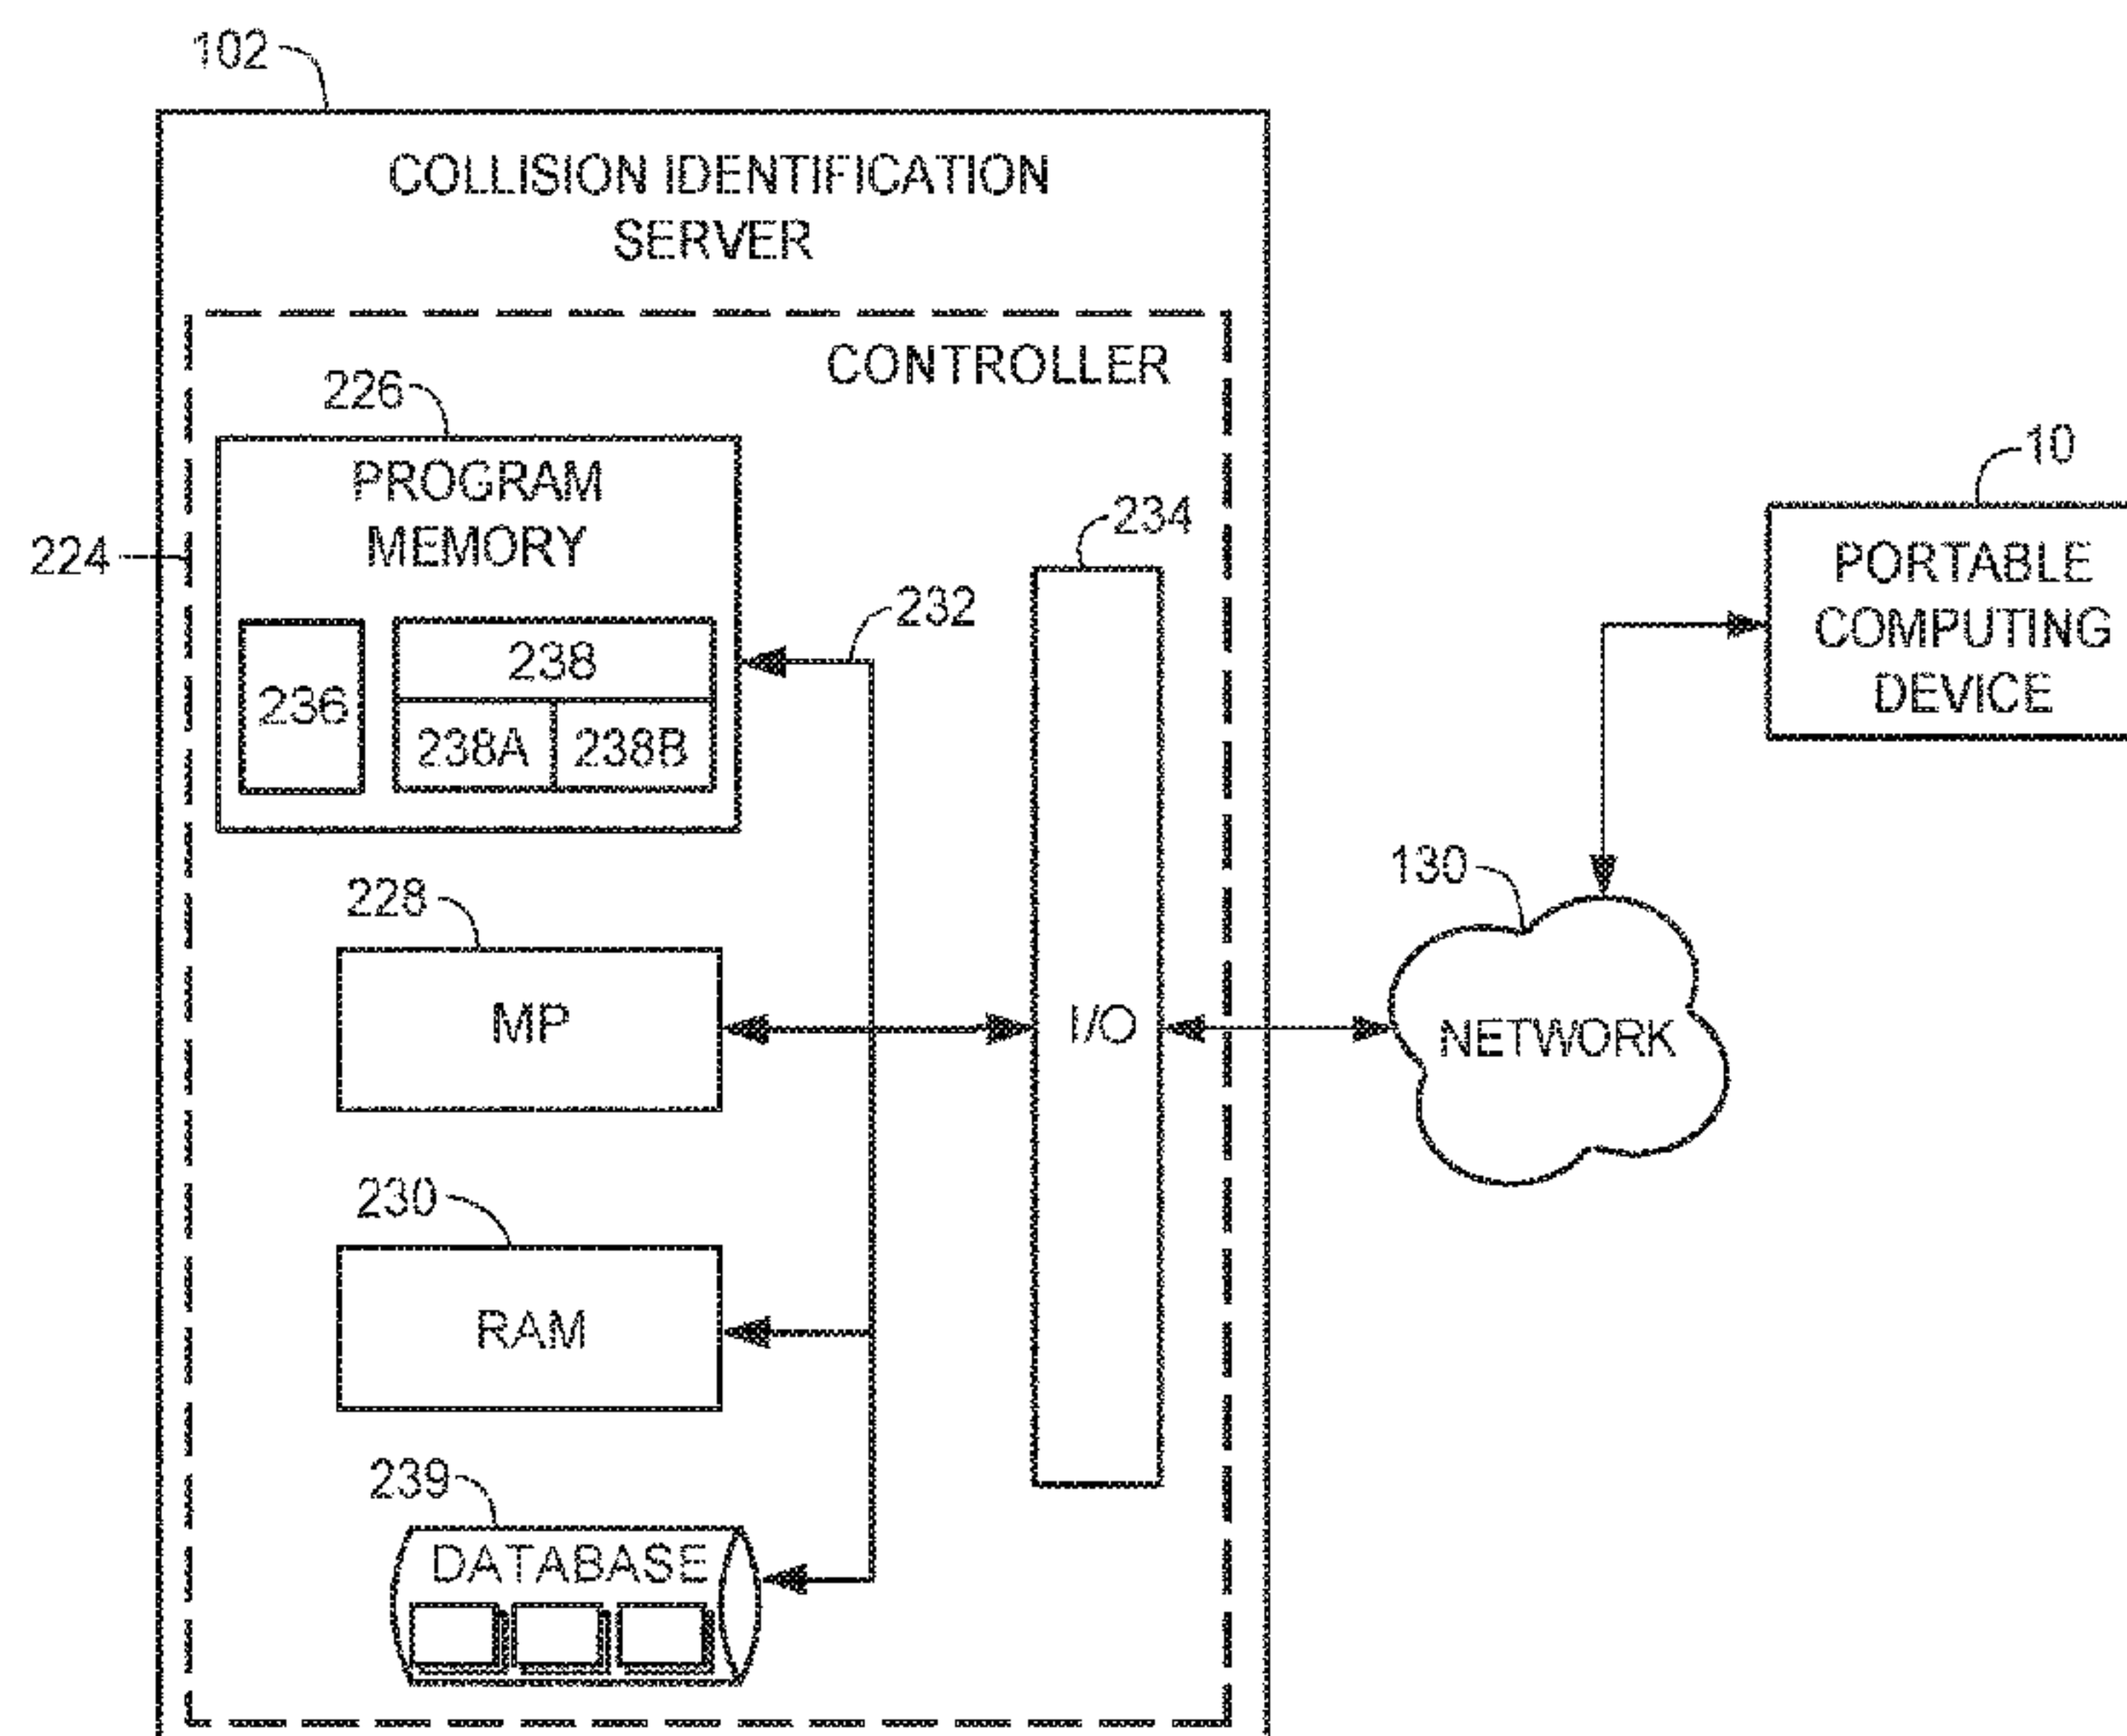 102
COLLISION IDENTIFICATION
SERVER
CONTROLLER
226
PROGRAM
MEMORY
224
236
238
238A
238B
232
234
228
MP
I/O
230
RAM
239
DATABASE
130
NETWORK
10
PORTABLE
COMPUTING
DEVICE